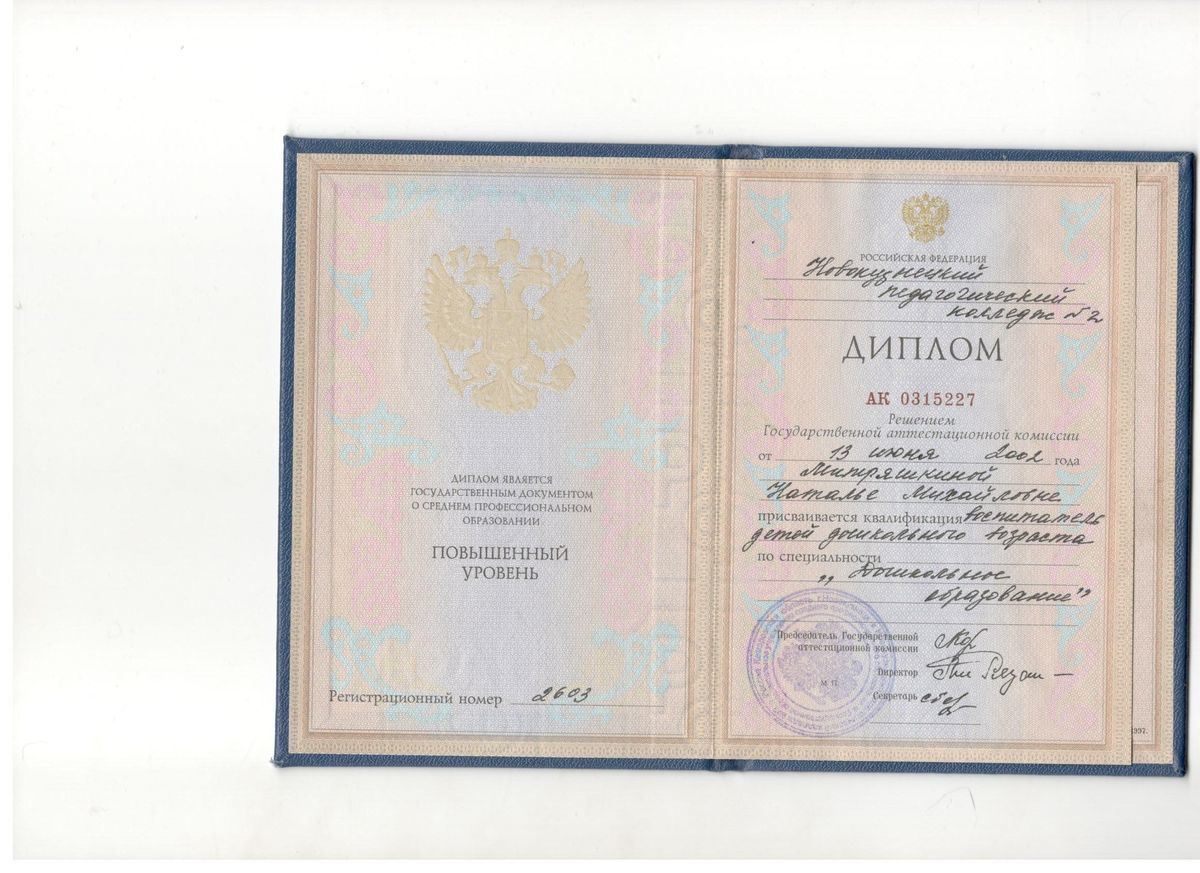 ДИПЛОМ ЯВЛЯЕТСЯ
ГОСУДАРСТВЕННЫМ ДОКУМЕНТОМ
О СРЕДНЕМ ПРОФЕССИОНАЛЬНОМ
ОБРАЗОВАНИИ
ПОВЫШЕННЫЙ
УРОВЕНЬ
Регистрационный номер 2603
РОССИЙСКАЯ ФЕДЕРАЦИЯ
Новокузнецкий
педагогический
колледж №2
ДИПЛОМ
АК 0315227
Решением
Государственной аттестационной комиссии
от 13 июня 2002 года
Митряшкиной
Наталье Михайловне
присваивается квалификация воспитатель
детей дошкольного возраста
по специальности
„Дошкольное
образование”
Председатель Государственной
аттестационной комиссии
Директор
М. П.
Секретарь
1997.